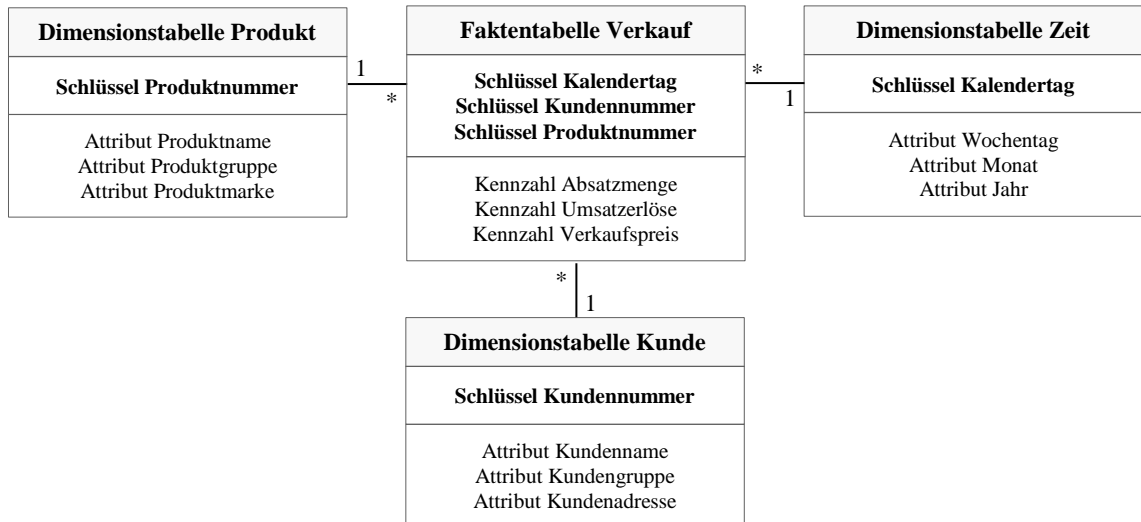 Dimensionstabelle Produkt
Schlüssel Produktnummer
Attribut Produktname
Attribut Produktgruppe
Attribut Produktmarke
1
*
Faktentabelle Verkauf
Schlüssel Kalendertag
Schlüssel Kundennummer
Schlüssel Produktnummer
Kennzahl Absatzmenge
Kennzahl Umsatzerlöse
Kennzahl Verkaufspreis
*
1
Dimensionstabelle Zeit
Schlüssel Kalendertag
Attribut Wochentag
Attribut Monat
Attribut Jahr
*
1
Dimensionstabelle Kunde
Schlüssel Kundennummer
Attribut Kundenname
Attribut Kundengruppe
Attribut Kundenadresse